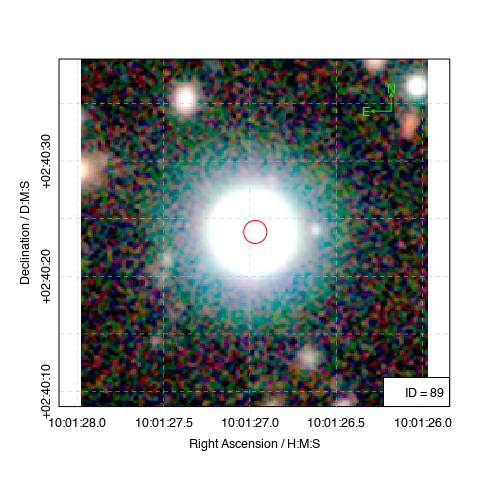 N
E
Declination / D:M:S
+02:40:30
+02:40:20
+02:40:10
ID = 89
10:01:28.0 10:01:27.5 10:01:27.0 10:01:26.5 10:01:26.0
Right Ascension / H:M:S